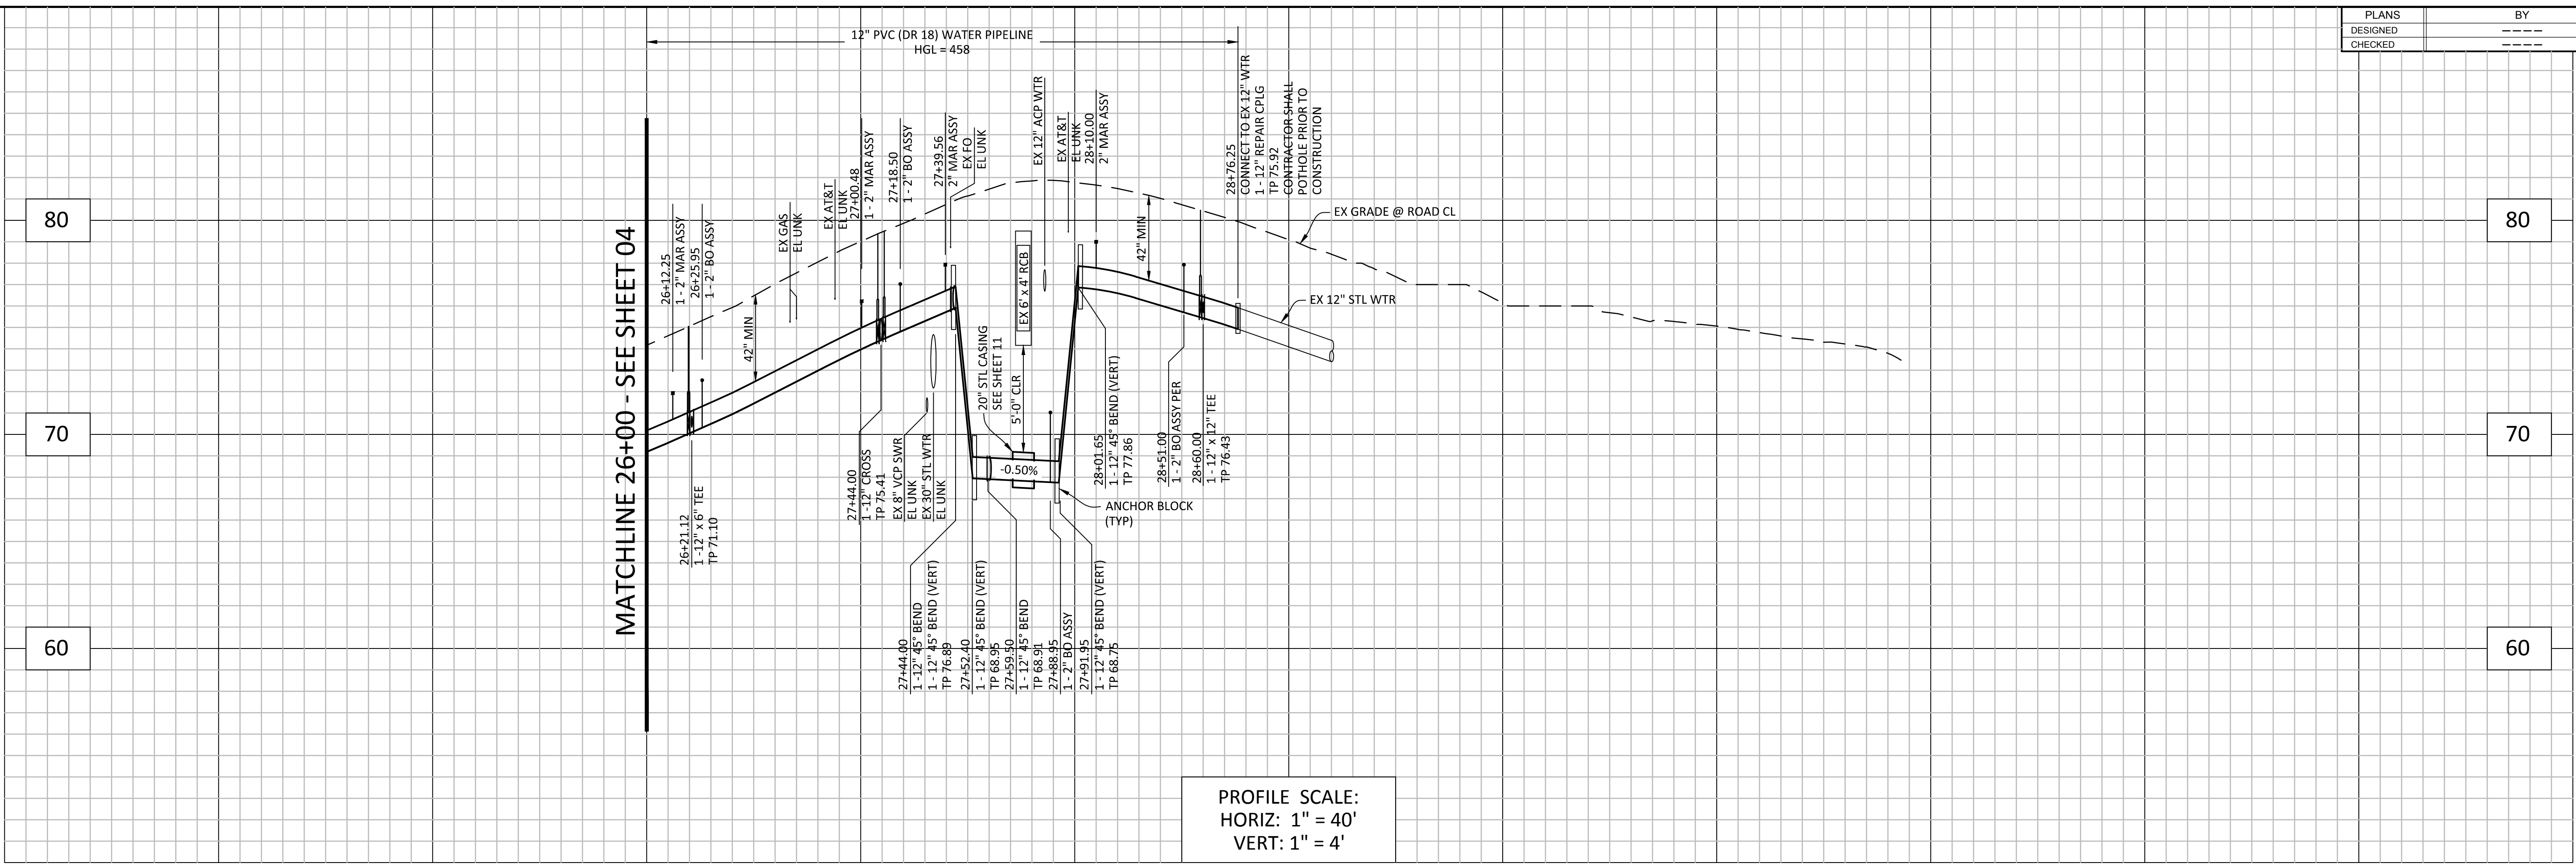 PLANS BY
DESIGNED ----
CHECKED ----
12" PVC (DR 18) WATER PIPELINE
HGL = 458
MATCHLINE 26+00 - SEE SHEET 04
80
70
60
26+12.25
1 - 2" MAR ASSY
26+25.95
1 - 2" BO ASSY
EX GAS
EL UNK
EX AT&T
EL UNK
27+00.48
1 - 2" MAR ASSY
27+18.50
1 - 2" BO ASSY
27+39.56
2" MAR ASSY
EX FO
EL UNK
EX 12" ACP WTR
EX AT&T
EL UNK
28+10.00
2" MAR ASSY
28+76.25
CONNECT TO EX 12" WTR
1 - 12" REPAIR CPLG
TP 75.92
CONTRACTOR SHALL
POTHOLE PRIOR TO
CONSTRUCTION
EX GRADE @ ROAD CL
EX 12" STL WTR
42" MIN
42" MIN
EX 6' x 4' RCB
5'-0" CLR
20" STL CASING
SEE SHEET 11
-0.50%
ANCHOR BLOCK
(TYP)
26+21.12
1 -12" x 6" TEE
TP 71.10
27+44.00
1 -12" CROSS
TP 75.41
EX 8" VCP SWR
EL UNK
EX 30" STL WTR
EL UNK
27+44.00
1 -12" 45° BEND
1 - 12" 45° BEND (VERT)
TP 76.89
27+52.40
1 - 12" 45° BEND (VERT)
TP 68.95
27+59.50
1 - 12" 45° BEND
TP 68.91
27+88.95
1 - 2" BO ASSY
27+91.95
1 - 12" 45° BEND (VERT)
TP 68.75
28+01.65
1 - 12" 45° BEND (VERT)
TP 77.86
28+51.00
1 - 2" BO ASSY PER
28+60.00
1 - 12" x 12" TEE
TP 76.43
80
70
60
PROFILE SCALE:
HORIZ: 1" = 40'
VERT: 1" = 4'